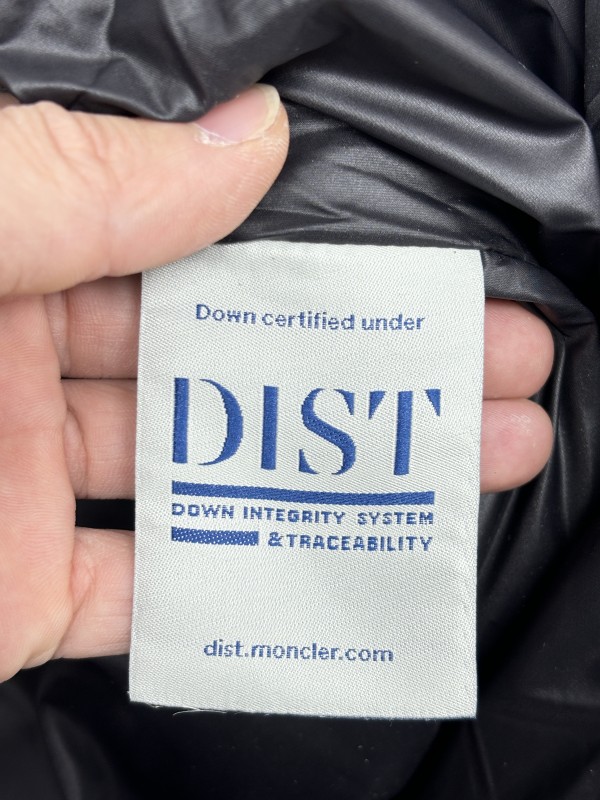 Down certified under
DIST
DOWN INTEGRITY SYSTEM
&TRACEABILITY
dist.moncler.com